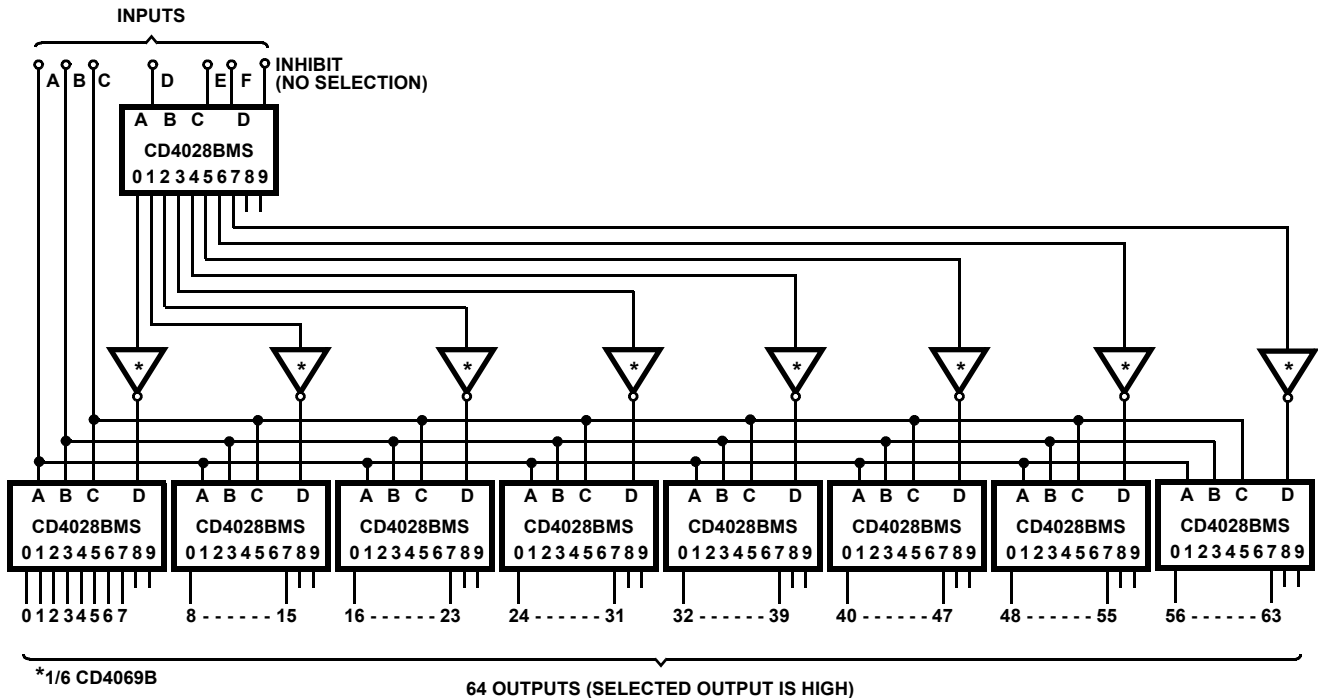 INPUTS
A B C D E F INHIBIT
(NO SELECTION)
A B C D
CD4028BMS
0 1 2 3 4 5 6 7 8 9
* * * * * * * *
A B C D A B C D A B C D A B C D A B C D A B C D A B C D A B C D
CD4028BMS CD4028BMS CD4028BMS CD4028BMS CD4028BMS CD4028BMS CD4028BMS CD4028BMS
0 1 2 3 4 5 6 7 8 9 0 1 2 3 4 5 6 7 8 9 0 1 2 3 4 5 6 7 8 9 0 1 2 3 4 5 6 7 8 9 0 1 2 3 4 5 6 7 8 9 0 1 2 3 4 5 6 7 8 9 0 1 2 3 4 5 6 7 8 9 0 1 2 3 4 5 6 7 8 9
0 1 2 3 4 5 6 7 8 - - - - - - 15 16 - - - - - - 23 24 - - - - - - 31 32 - - - - - - 39 40 - - - - - - 47 48 - - - - - - 55 56 - - - - - - 63
*1/6 CD4069B
64 OUTPUTS (SELECTED OUTPUT IS HIGH)